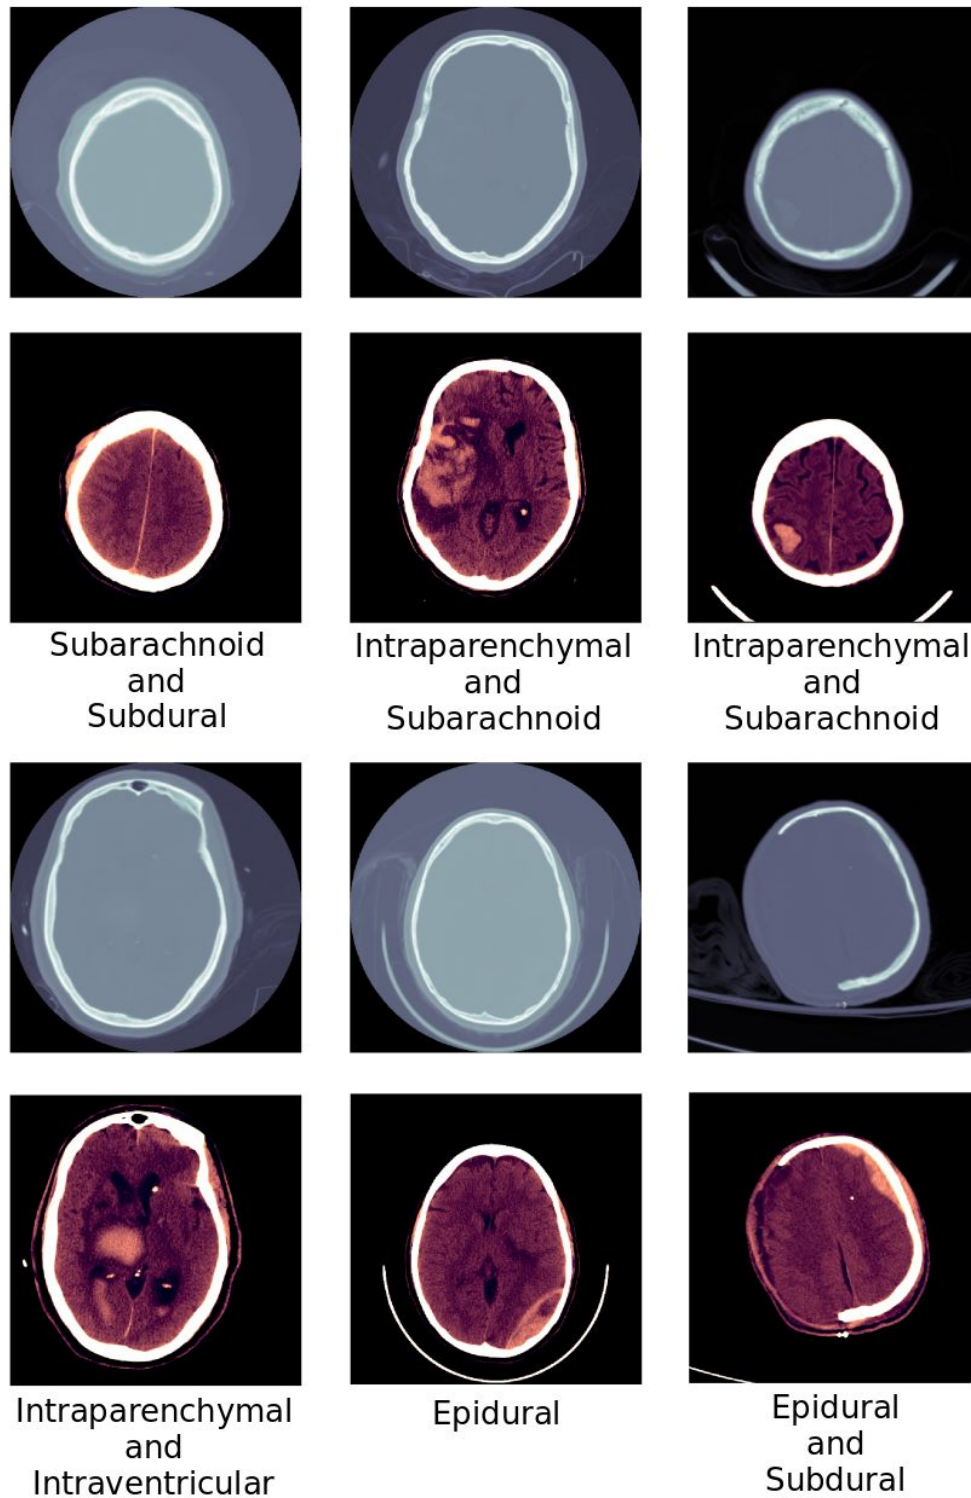 Subarachnoid
and
Subdural
Intraparenchymal
and
Subarachnoid
Intraparenchymal
and
Subarachnoid
Intraparenchymal
and
Intraventricular
Epidural
Epidural
and
Subdural